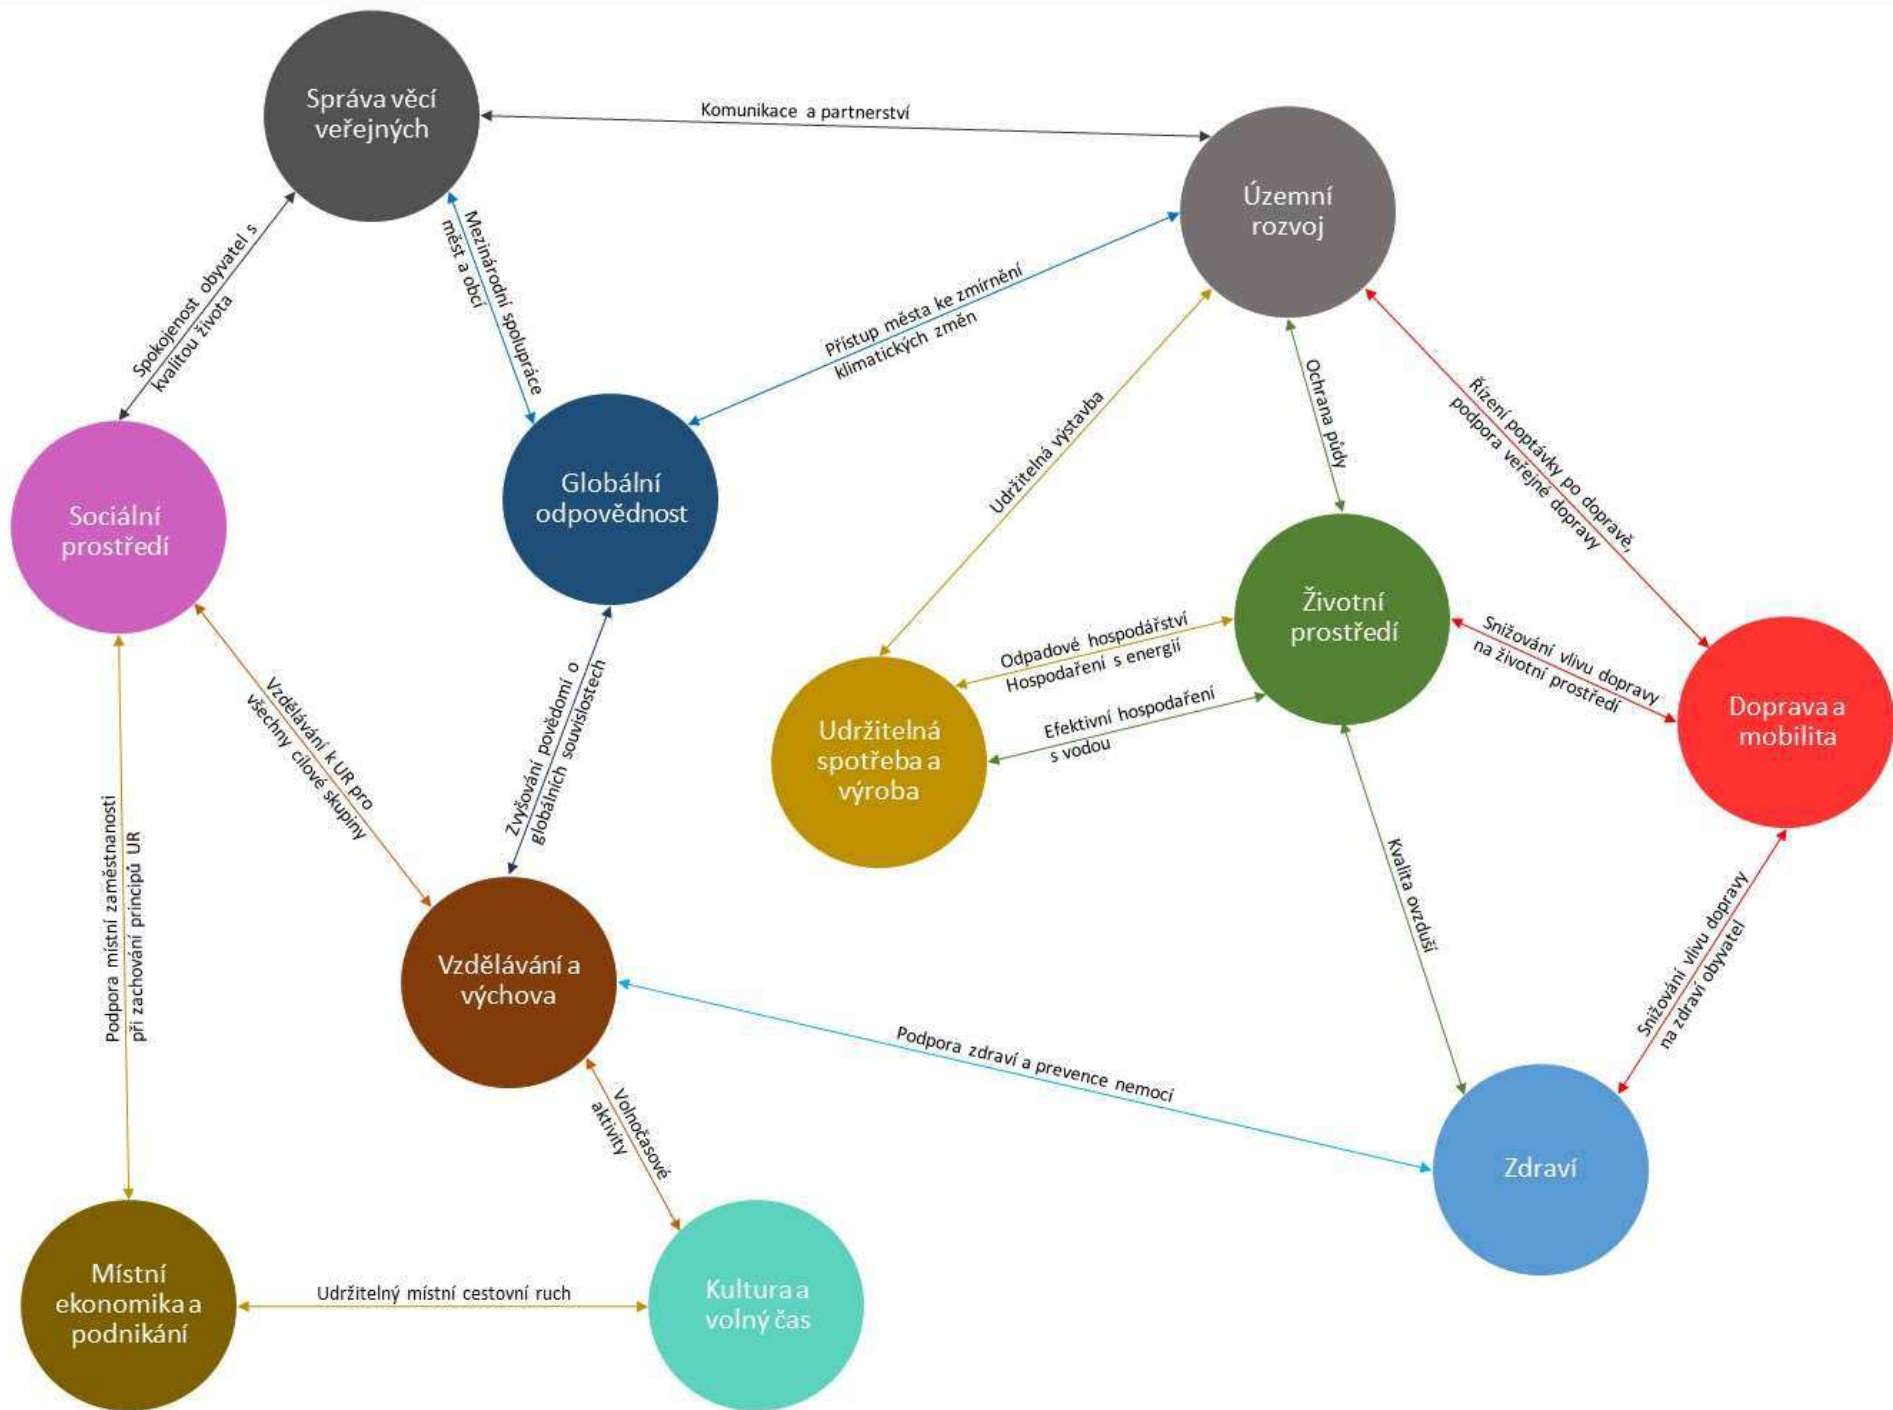 Správa věcí
veřejných
Komunikace a partnerství
Územní
rozvoj
Spokojenost obyvatel s
kvalitou života
Mezinárodní spolupráce
měst a obcí
Přístup města ke zmírnění
klimatických změn
Ochrana půdy
Řízení poptávky po dopravě,
podpora veřejné dopravy
Udržitelná výstavba
Sociální
prostředí
Globální
odpovědnost
Životní
prostředí
Odpadové hospodářství
Hospodaření s energií
Snižování vlivu dopravy
na životní prostředí
Efektivní hospodaření
s vodou
Udržitelná
spotřeba a
výroba
Doprava a
mobilita
Vzdělávání k UR pro
všechny cílové skupiny
Zvyšování povědomí o
globálních souvislostech
Podpora místní zaměstnanosti
při zachování principů UR
Kvalita ovzduší
Snižování vlivu dopravy
na zdraví obyvatel
Vzdělávání a
výchova
Podpora zdraví a prevence nemocí
Volnočasové
aktivity
Zdraví
Místní
ekonomika a
podnikání
Udržitelný místní cestovní ruch
Kultura a
volný čas